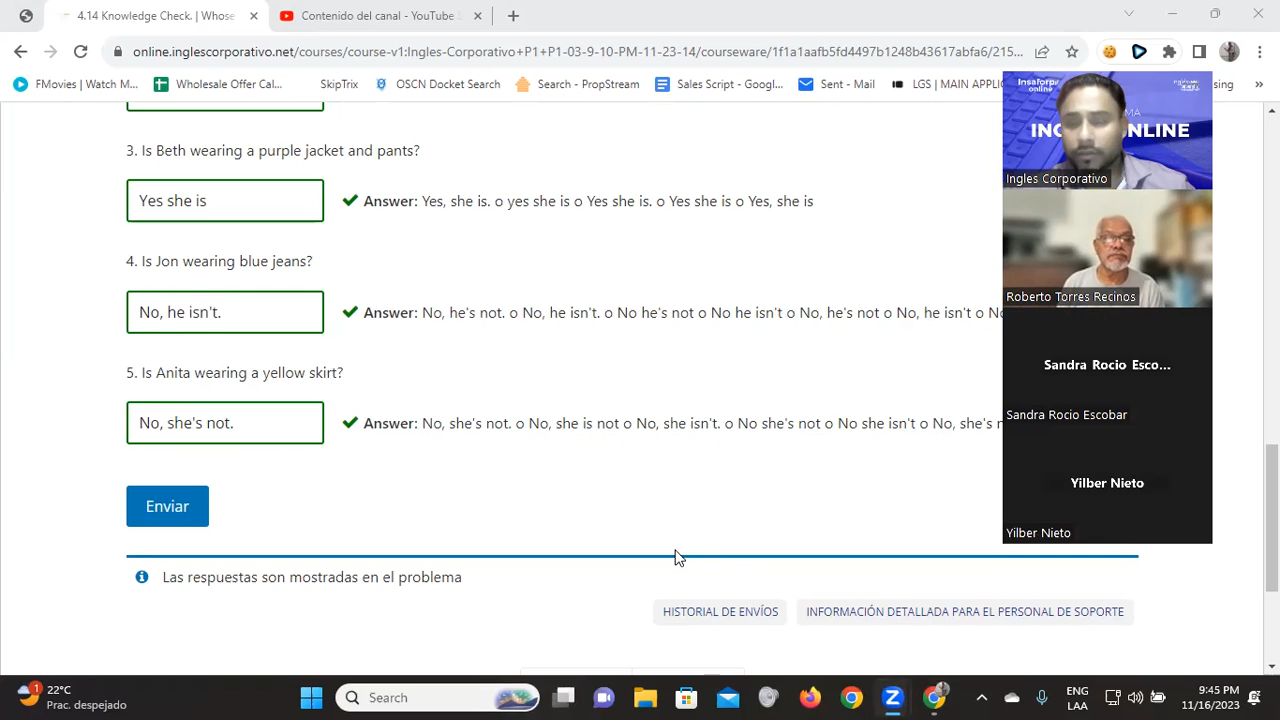 4.14 Knowledge Check. | Whose
Contenido del canal - YouTube
online.inglescorporativo.net/courses/course-v1:Ingles-Corporativo+P1+P1-03-9-10-PM-11-23-14/courseware/1f1a1aafb5fd4497b1248b43617abfa6/215...
FMovies | Watch M... Wholesale Offer Cal... SkipTrix OSCN Docket Search Search - PropStream Sales Script - Googl... Sent - Mail LGS | MAIN APPLIC
3. Is Beth wearing a purple jacket and pants?
Yes she is
Answer: Yes, she is. o yes she is o Yes she is. o Yes she is o Yes, she is
4. Is Jon wearing blue jeans?
No, he isn't.
Answer: No, he's not. o No, he isn't. o No he's not o No he isn't o No, he's not o No, he isn't o No
5. Is Anita wearing a yellow skirt?
No, she's not.
Answer: No, she's not. o No, she is not o No, she isn't. o No she's not o No she isn't o No, she's n
Enviar
Las respuestas son mostradas en el problema
HISTORIAL DE ENVÍOS
INFORMACIÓN DETALLADA PARA EL PERSONAL DE SOPORTE
online
Ingles Corporativo
Roberto Torres Recinos
Sandra Rocio Esco...
Sandra Rocio Escobar
Yilber Nieto
Yilber Nieto
1
22°C
Prac. despejado
Search
ENG
LAA
9:45 PM
11/16/2023